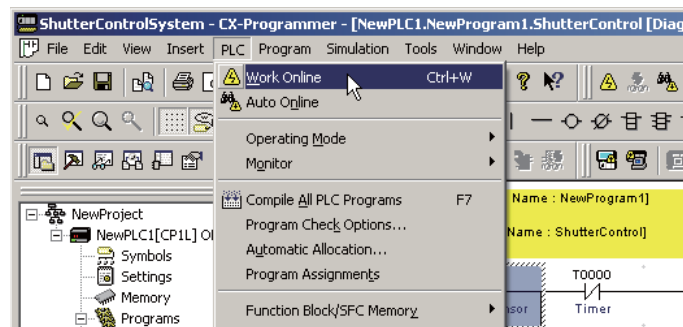 ShutterControlSystem - CX-Programmer - [NewPLC1.NewProgram1.ShutterControl [Diag
File Edit View Insert PLC Program Simulation Tools Window Help
Work Online Ctrl+W
Auto Online
Operating Mode
Monitor
Compile All PLC Programs F7
Name : NewProgram1]
Program Check Options...
Name : ShutterControl]
Automatic Allocation...
Program Assignments
Function Block/SFC Memory
NewProject
NewPLC1[CP1L]
Symbols
Settings
Memory
Programs
T0000
Timer